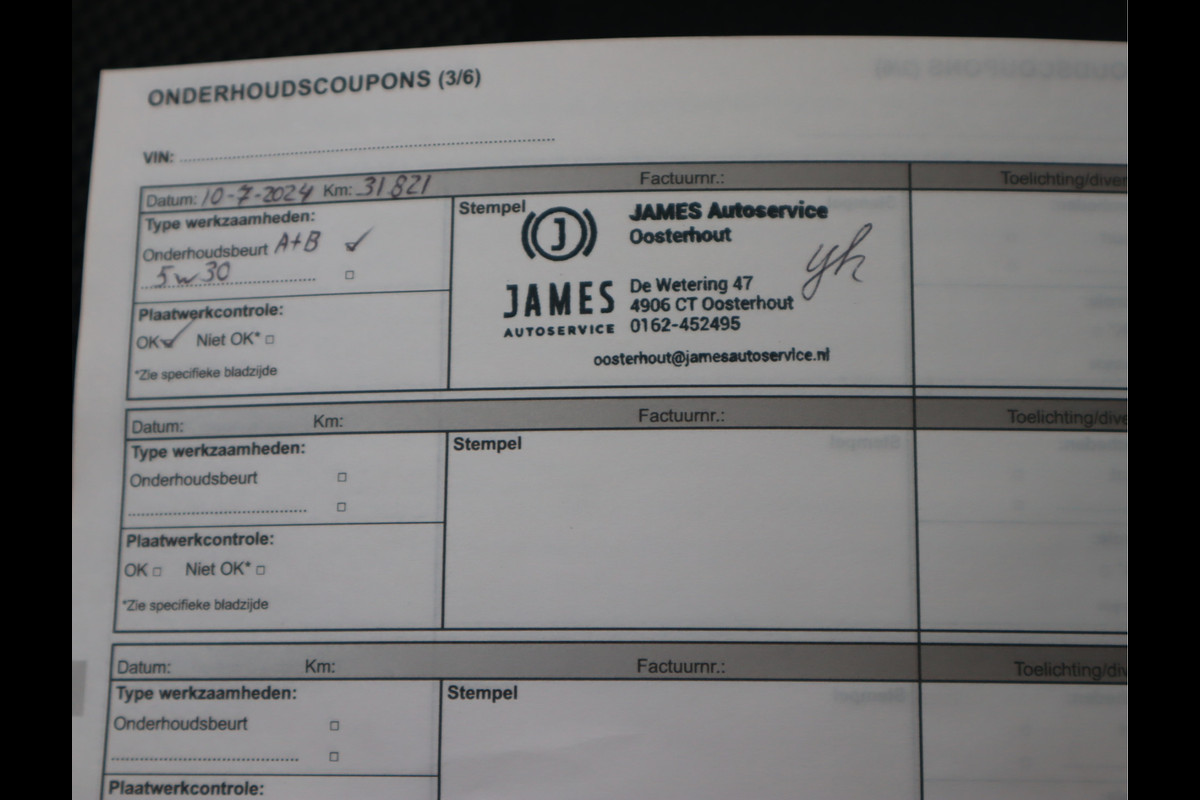 ONDERHOUDSCOUPONS (3/6)
VIN:
Datum: 10-7-2024 Km: 31821 Factuurnr.: Toelichting/diver
Type werkzaamheden:
Onderhoudsbeurt A+B ✓
5w30
Plaatwerkcontrole:
OK ✓ Niet OK*
*Zie specifieke bladzijde
Stempel
JAMES Autoservice
Oosterhout
J
JAMES
AUTOSERVICE
De Wetering 47
4906 CT Oosterhout
0162-452495
oosterhout@jamesautoservice.nl
Datum: Km: Factuurnr.: Toelichting/dive
Type werkzaamheden:
Onderhoudsbeurt
Plaatwerkcontrole:
OK Niet OK*
*Zie specifieke bladzijde
Stempel
Datum: Km: Factuurnr.: Toelichting/div
Type werkzaamheden:
Onderhoudsbeurt
Plaatwerkcontrole:
Stempel